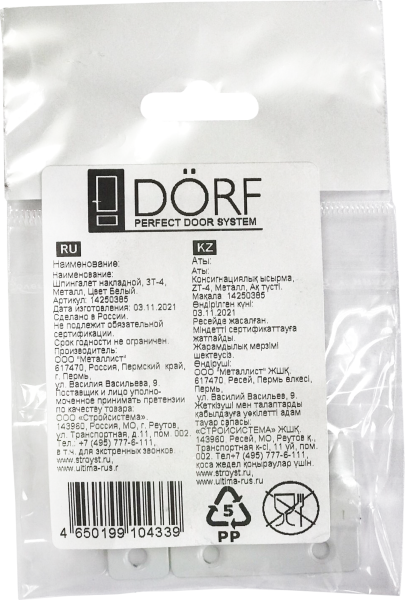 DÖRF
PERFECT DOOR SYSTEM
RU
Наименование:
Наименование:
Шпингалет накладной, ЗТ-4,
Металл, Цвет Белый.
Артикул: 14250385
Дата изготовления: 03.11.2021
Сделано в России.
Не подлежит обязательной
сертификации.
Срок годности не ограничен.
Производитель:
ООО "Металлист"
617470, Россия, Пермский край,
г. Пермь,
ул. Василия Васильева, 9.
Поставщик и лицо уполно-
моченное принимать претензии
по качеству товара:
ООО «Стройсистема».
143960, Россия, МО, г. Реутов,
ул. Транспортная, д.11, пом. 002.
Тел.: +7 (495) 777-6-111,
в т.ч. для экстренных звонков.
www.stroyst.ru,
www.ultima-rus.ru
KZ
Аты:
Аты:
Консигнациялық ысырма,
ZT-4, Металл, Ақ түсті.
Макала 14250385
Өндірілген күні:
03.11.2021
Ресейде жасалған.
Міндетті сертификаттауға
жатпайды.
Жарамдылық мерзімі
шектеусіз.
Өндіруші:
ООО "Металлист" ЖШҚ,
617470, Ресей, Пермь өлкесі,
Пермь,
ул. Василий Васильев, 9.
Жеткізуші мен талаптарды
қабылдауға уәкілетті адам
тауар сапасы:
«СТРОЙСИСТЕМА» ЖШҚ.
143960, Ресей, МО, Реутов қ.,
Транспортная к-сі, 11 үй, пом.
002. Тел.: +7 (495) 777-6-111,
қоса жедел қоңыраулар үшін.
www.stroyst.ru,
www.ultima-rus.ru
4 650199 104339
5
PP